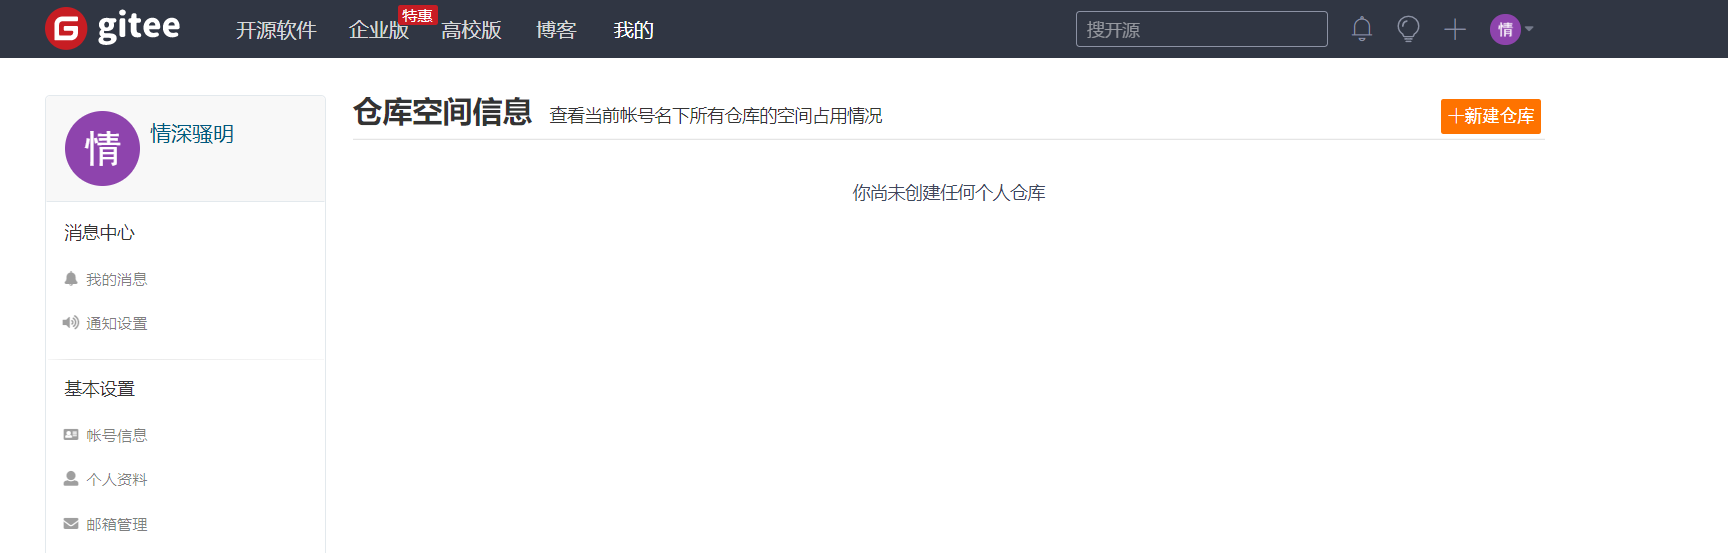 gitee
开源软件
企业版
特惠
高校版
博客
我的
搜开源
情
情
情深骚明
消息中心
我的消息
通知设置
基本设置
帐号信息
个人资料
邮箱管理
仓库空间信息 查看当前帐号名下所有仓库的空间占用情况
+新建仓库
你尚未创建任何个人仓库